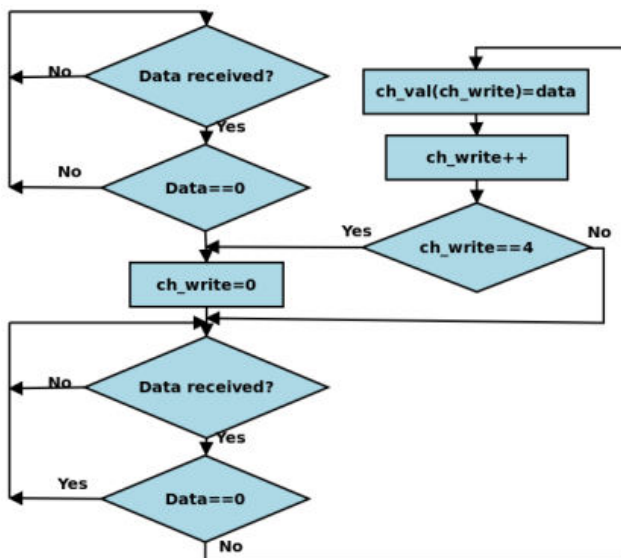 Data received?
No
Yes
Data==0
No
ch_val(ch_write)=data
ch_write++
ch_write==4
Yes
No
ch_write=0
Data received?
No
Yes
Data==0
Yes
No